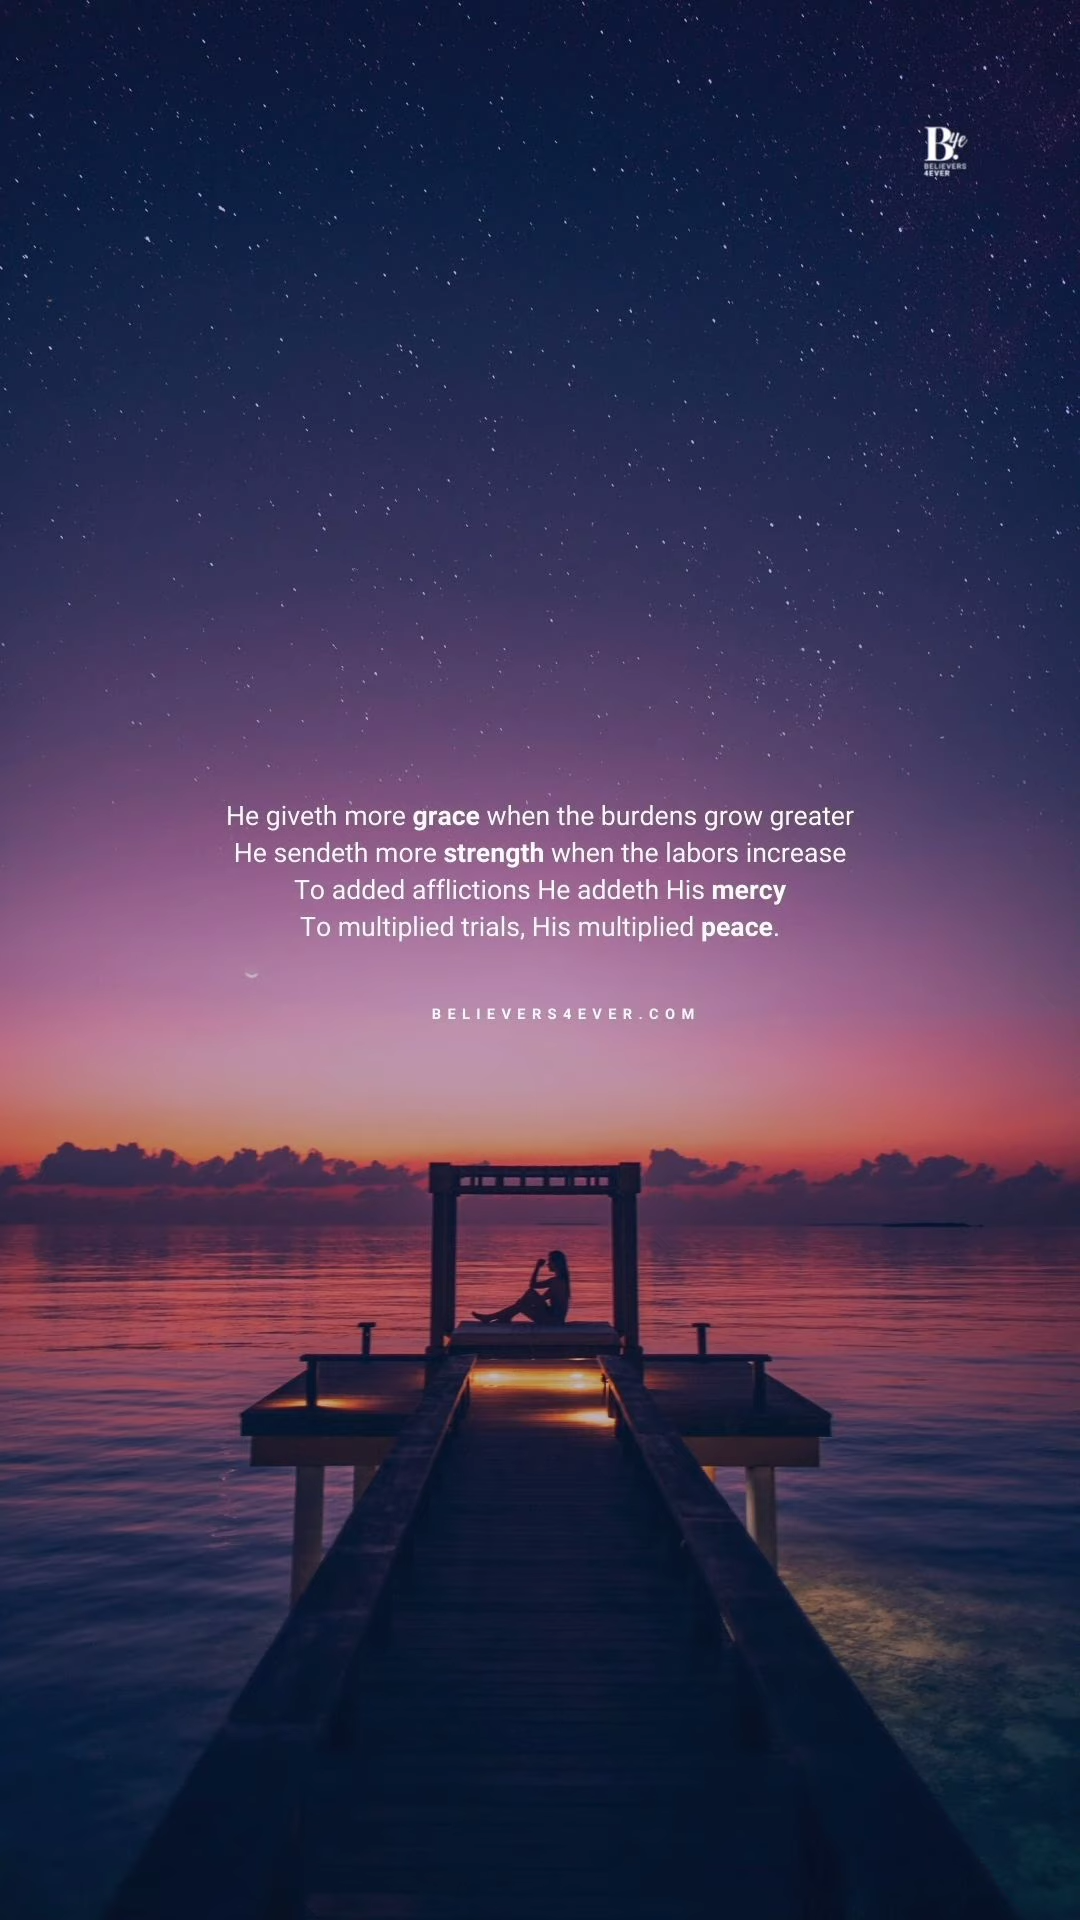 Bye
BELIEVERS
4EVER
He giveth more grace when the burdens grow greater
He sendeth more strength when the labors increase
To added afflictions He addeth His mercy
To multiplied trials, His multiplied peace.
BELIEVERS4EVER.COM